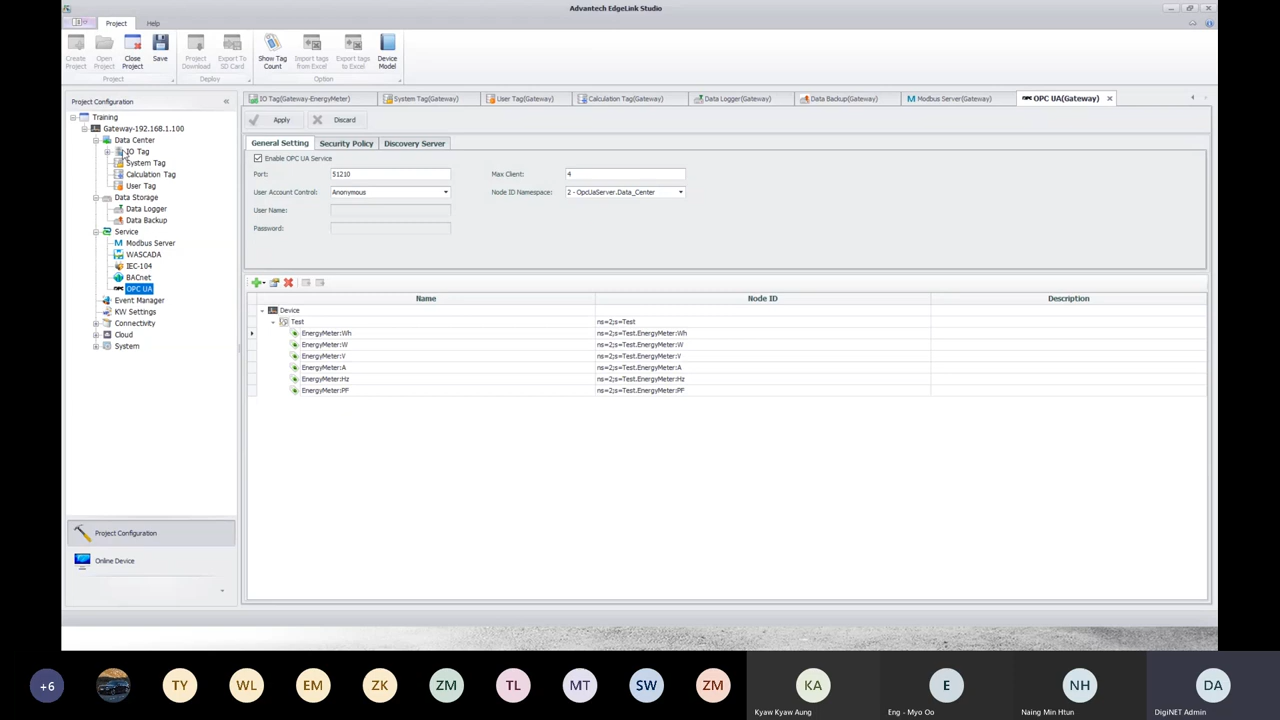 Advantech EdgeLink Studio
Project
Help
Create Project
Open Project
Close Project
Save
Project Download
Export To SD Card
Show Tag Count
Import tags from Excel
Export tags to Excel
Device Model
Project
Deploy
Option
Project Configuration
«
IO Tag(Gateway-EnergyMeter)
System Tag(Gateway)
User Tag(Gateway)
Calculation Tag(Gateway)
Data Logger(Gateway)
Data Backup(Gateway)
Modbus Server(Gateway)
OPC UA(Gateway)
Training
Gateway-192.168.1.100
Data Center
IO Tag
System Tag
Calculation Tag
User Tag
Data Storage
Data Logger
Data Backup
Service
Modbus Server
WASCADA
IEC-104
BACnet
OPC UA
Event Manager
KW Settings
Connectivity
Cloud
System
Apply
Discard
General Setting
Security Policy
Discovery Server
Enable OPC UA Service
Port: 51210
Max Client: 4
User Account Control: Anonymous
Node ID Namespace: 2 - OpcUaServer.Data_Center
User Name:
Password:
Name Node ID Description
Device
Test ns=2;s=Test
EnergyMeter:Wh ns=2;s=Test.EnergyMeter:Wh
EnergyMeter:W ns=2;s=Test.EnergyMeter:W
EnergyMeter:V ns=2;s=Test.EnergyMeter:V
EnergyMeter:A ns=2;s=Test.EnergyMeter:A
EnergyMeter:Hz ns=2;s=Test.EnergyMeter:Hz
EnergyMeter:PF ns=2;s=Test.EnergyMeter:PF
Project Configuration
Online Device
+6
TY
WL
EM
ZK
ZM
TL
MT
SW
ZM
KA
E
NH
DA
Kyaw Kyaw Aung
Eng - Myo Oo
Naing Min Htun
DigiNET Admin